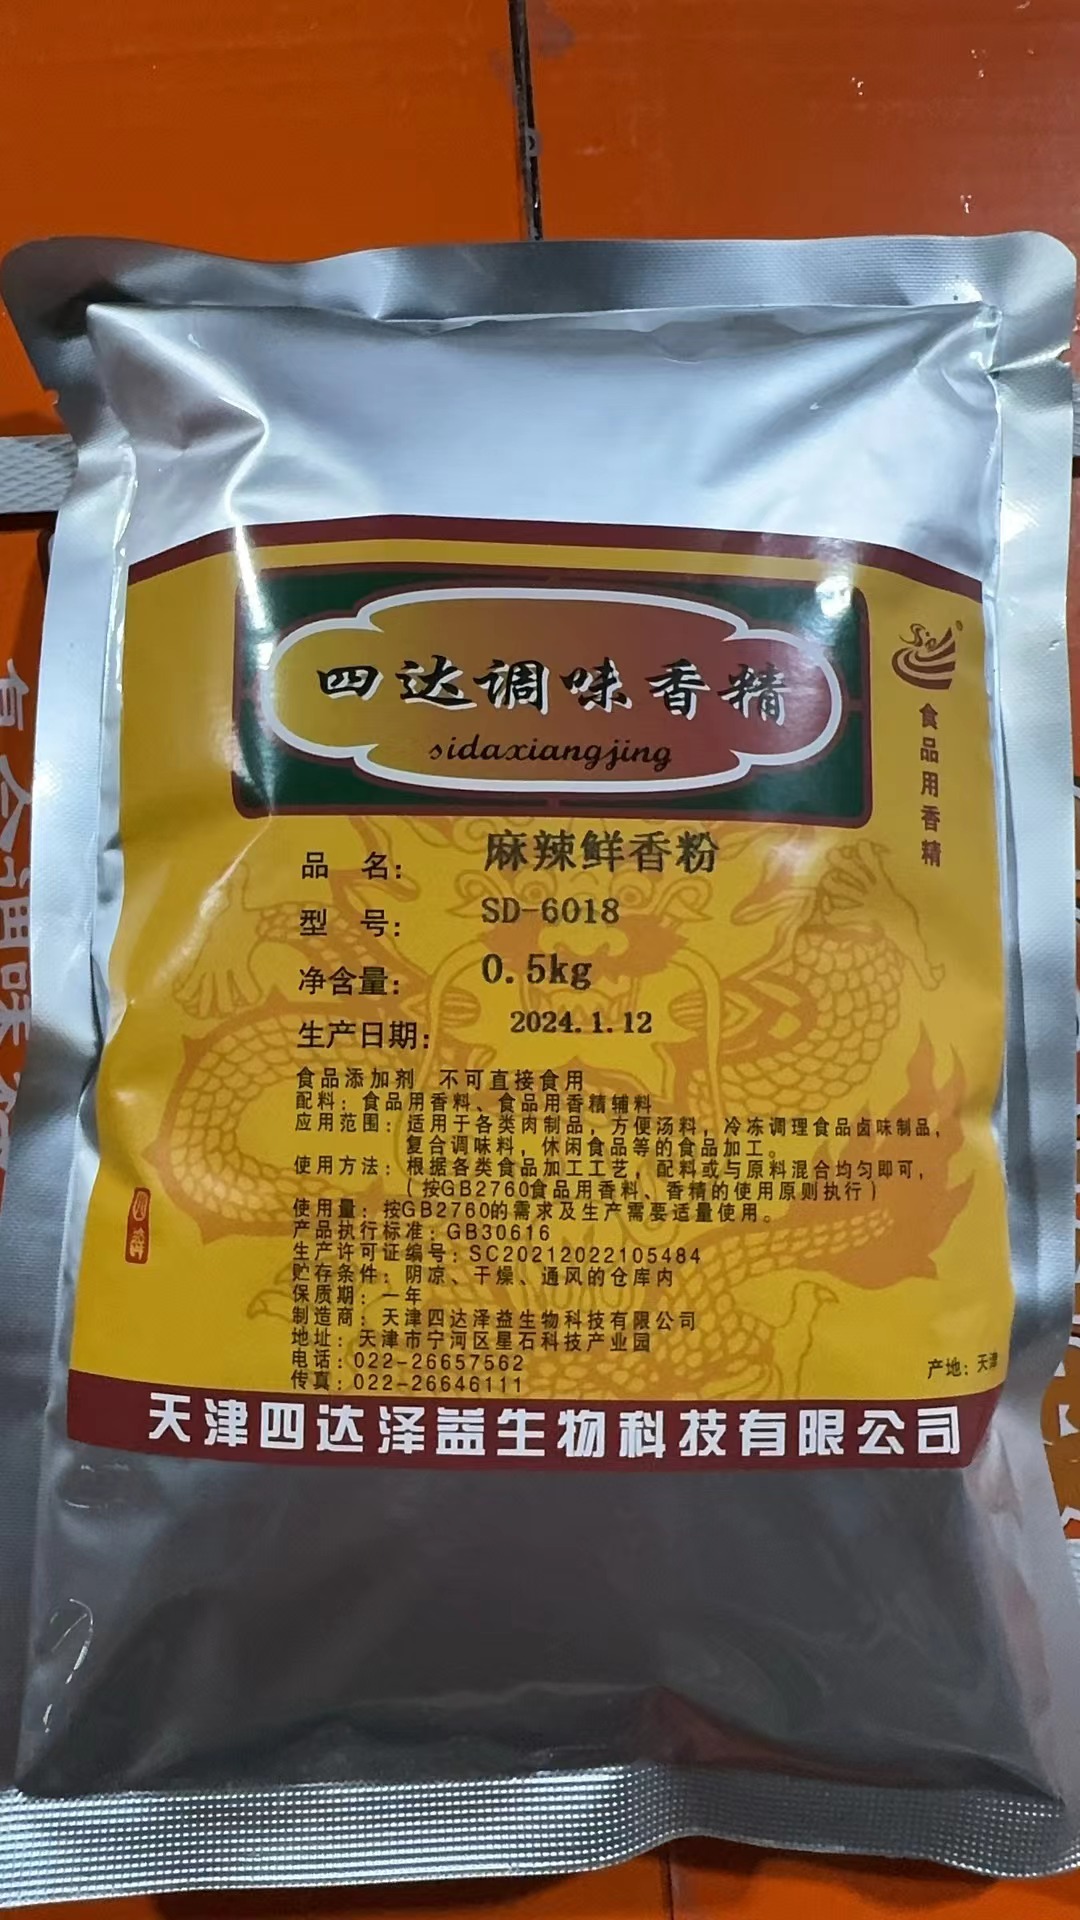 四达调味香精
sidaxiangjing
食品用香精
品 名： 麻辣鲜香粉
型 号： SD-6018
净含量： 0.5kg
生产日期： 2024.1.12
食品添加剂 不可直接食用
配料：食品用香料、食品用香精辅料
应用范围：适用于各类肉制品，方便汤料，冷冻调理食品卤味制品，
复合调味料，休闲食品等的食品加工。
使用方法：根据各类食品加工工艺，配料或与原料混合均匀即可，
（按GB2760食品用香料、香精的使用原则执行）
使用量：按GB2760的需求及生产需要适量使用。
产品执行标准：GB30616
生产许可证编号：SC20212022105484
贮存条件：阴凉、干燥、通风的仓库内
保质期：一年
制造商：天津四达泽益生物科技有限公司
地址：天津市宁河区星石科技产业园
电话：022-26657562
传真：022-26646111
产地：天津
天津四达泽益生物科技有限公司